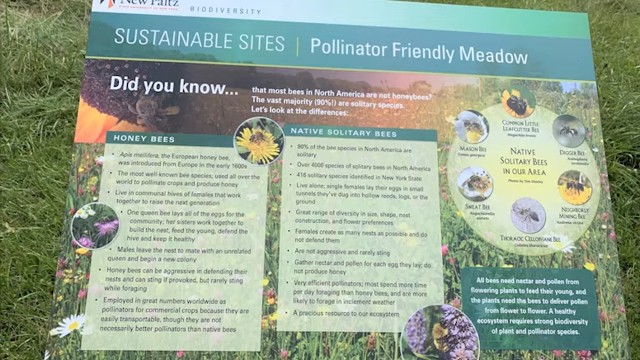 New Paltz
STATE UNIVERSITY OF NEW YORK
BIODIVERSITY
SUSTAINABLE SITES | Pollinator Friendly Meadow
Did you know...
that most bees in North America are not honeybees?
The vast majority (90%!) are solitary species.
Let's look at the differences:
HONEY BEES
• Apis mellifera, the European honey bee,
was introduced from Europe in the early 1600s
• The most well-known bee species; used all over the
world to pollinate crops and produce honey
• Live in communal hives of females that work
together to raise the next generation
• One queen Bee lays all of the eggs for the
community; her sisters work together to
build the nest, feed the young, defend the
hive and keep it healthy
• Males leave the nest to mate with an unrelated
queen and begin a new colony
• Honey bees can be aggressive in defending their
nests and can sting if provoked, but rarely sting
while foraging
• Employed in great numbers worldwide as
pollinators for commercial crops because they are
easily transportable, though they are not
necessarily better pollinators than native bees
NATIVE SOLITARY BEES
• 90% of the bee species in North America are
solitary
• Over 4000 species of solitary bees in North America
• 416 solitary species identified in New York State
• Live alone; single females lay their eggs in small
tunnels they've dug into hollow reeds, logs, or the
ground
• Great range of diversity in size, shape, nest
construction, and flower preferences
• Females create as many nests as possible and do
not defend them
• Are not aggressive and rarely sting
• Gather nectar and pollen for each egg they lay; do
not produce honey
• Very efficient pollinators; most spend more time
per day foraging than honey bees, and are more
likely to forage in inclement weather
• A precious resource to our ecosystem
COMMON LITTLE
LEAFCUTTER BEE
MASON BEE
DIGGER BEE
NATIVE
SOLITARY BEES
IN OUR AREA
SWEAT BEE
NEIGHBORLY
MINING BEE
THORACIC CELLOPHANE BEE
All bees need nectar and pollen from
flowering plants to feed their young, and
the plants need the bees to deliver pollen
from flower to flower. A healthy
ecosystem requires strong biodiversity
of plant and pollinator species.